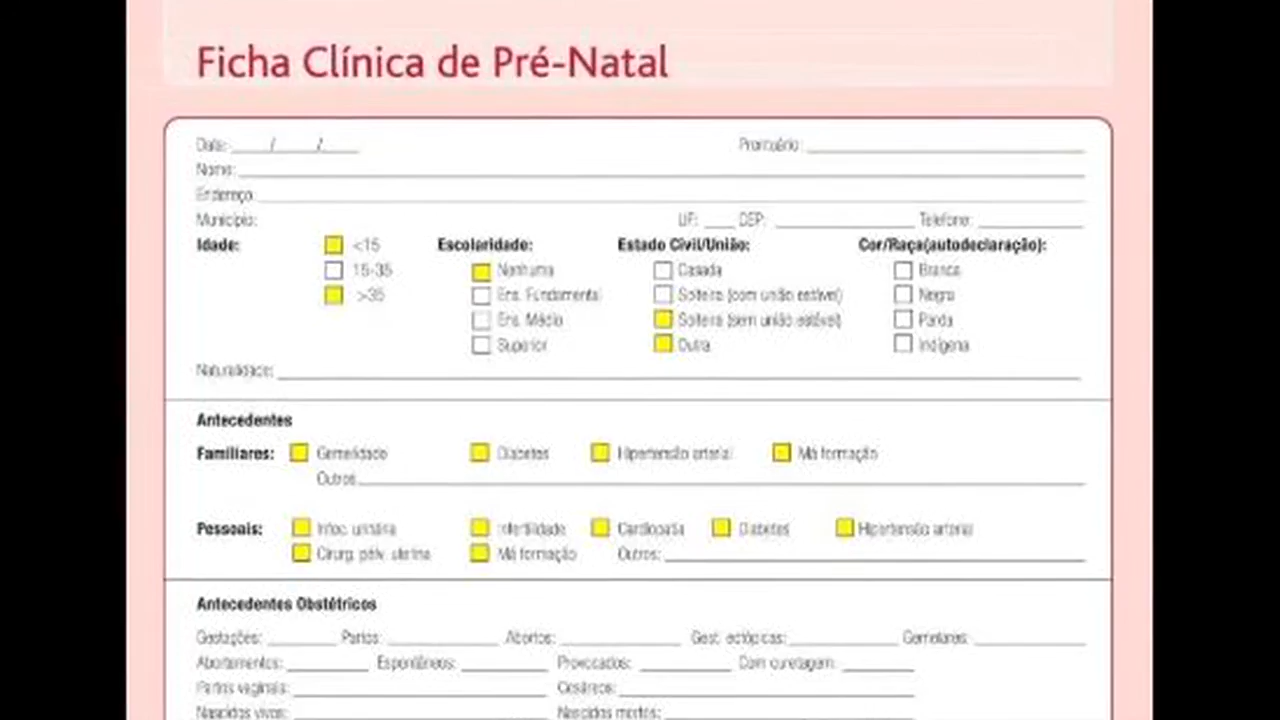 Ficha Clínica de Pré-Natal
Data: ___/___/___ Prontuário:
Nome:
Endereço
Município: UF: ___ CEP: Telefone:
Idade: <15 Escolaridade: Estado Civil/União: Cor/Raça(autodeclaração):
15-35 Nenhuma Casada Branca
>35 Ens. Fundamental Solteira (com união estável) Negra
Ens. Médio Solteira (sem união estável) Parda
Superior Outra Indígena
Naturalidade:
Antecedentes
Familiares: Gemelidade Diabetes Hipertensão arterial Má formação
Outros
Pessoais: Infec. urinária Infertilidade Cardiopatia Diabetes Hipertensão arterial
Cirurg. pélv. uterina Má formação Outros:
Antecedentes Obstétricos
Gestações: Partos: Abortos: Gest. ectópicas: Gemelares:
Abortamentos: Espontâneos: Provocados: Com curetagem:
Partos vaginais: Cesáreos:
Nascidos vivos: Nascidos mortos: